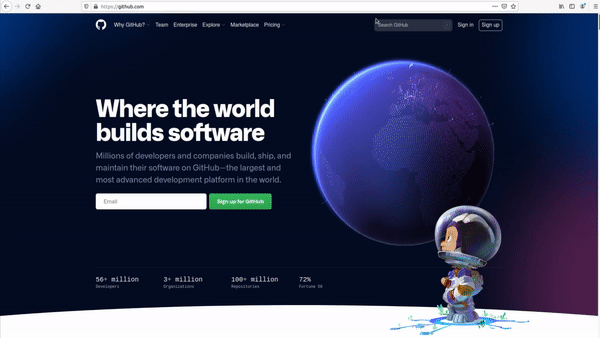 https://github.com
Why GitHub? Team Enterprise Explore Marketplace Pricing
Search GitHub
Sign in
Sign up
Where the world
builds software
Millions of developers and companies build, ship, and
maintain their software on GitHub—the largest and
most advanced development platform in the world.
Email
Sign up for GitHub
56+ million
Developers
3+ million
Organizations
100+ million
Repositories
72%
Fortune 50